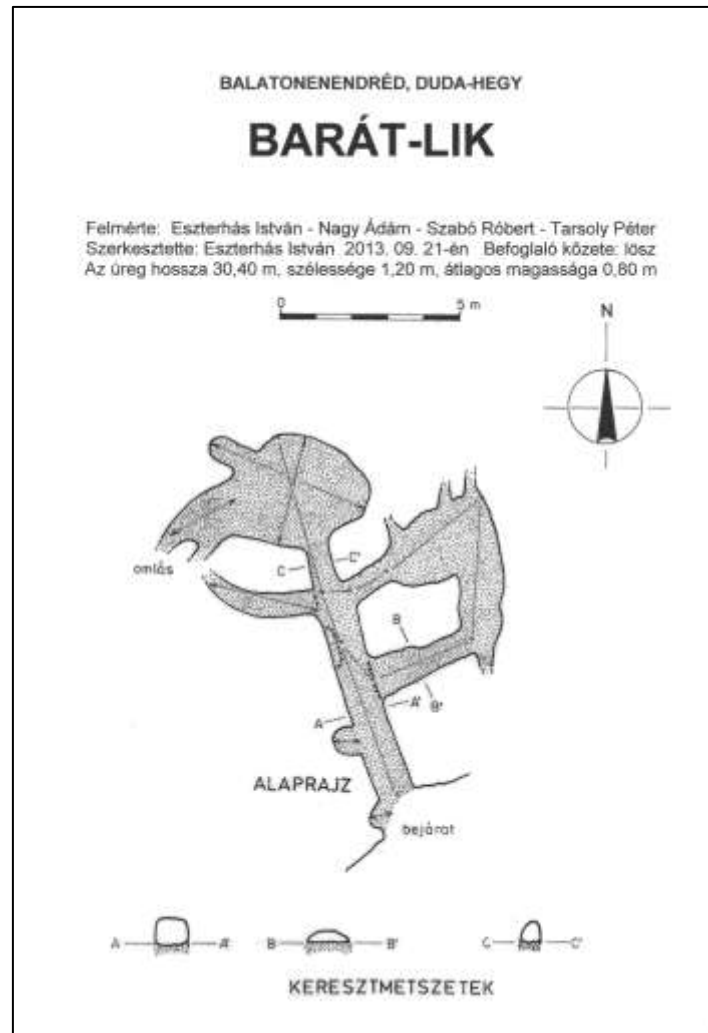 BALATONENENDRÉD, DUDA-HEGY
BARÁT-LIK
Felmérte: Eszterhás István - Nagy Ádám - Szabó Róbert - Tarsoly Péter
Szerkesztette: Eszterhás István 2013. 09. 21-én Befoglaló kőzete: lösz
Az üreg hossza 30,40 m, szélessége 1,20 m, átlagos magassága 0,80 m
0 5 m
N
omlás
C C'
B
A A' B'
ALAPRAJZ
bejárat
A A' B B' C C'
KERESZTMETSZETEK